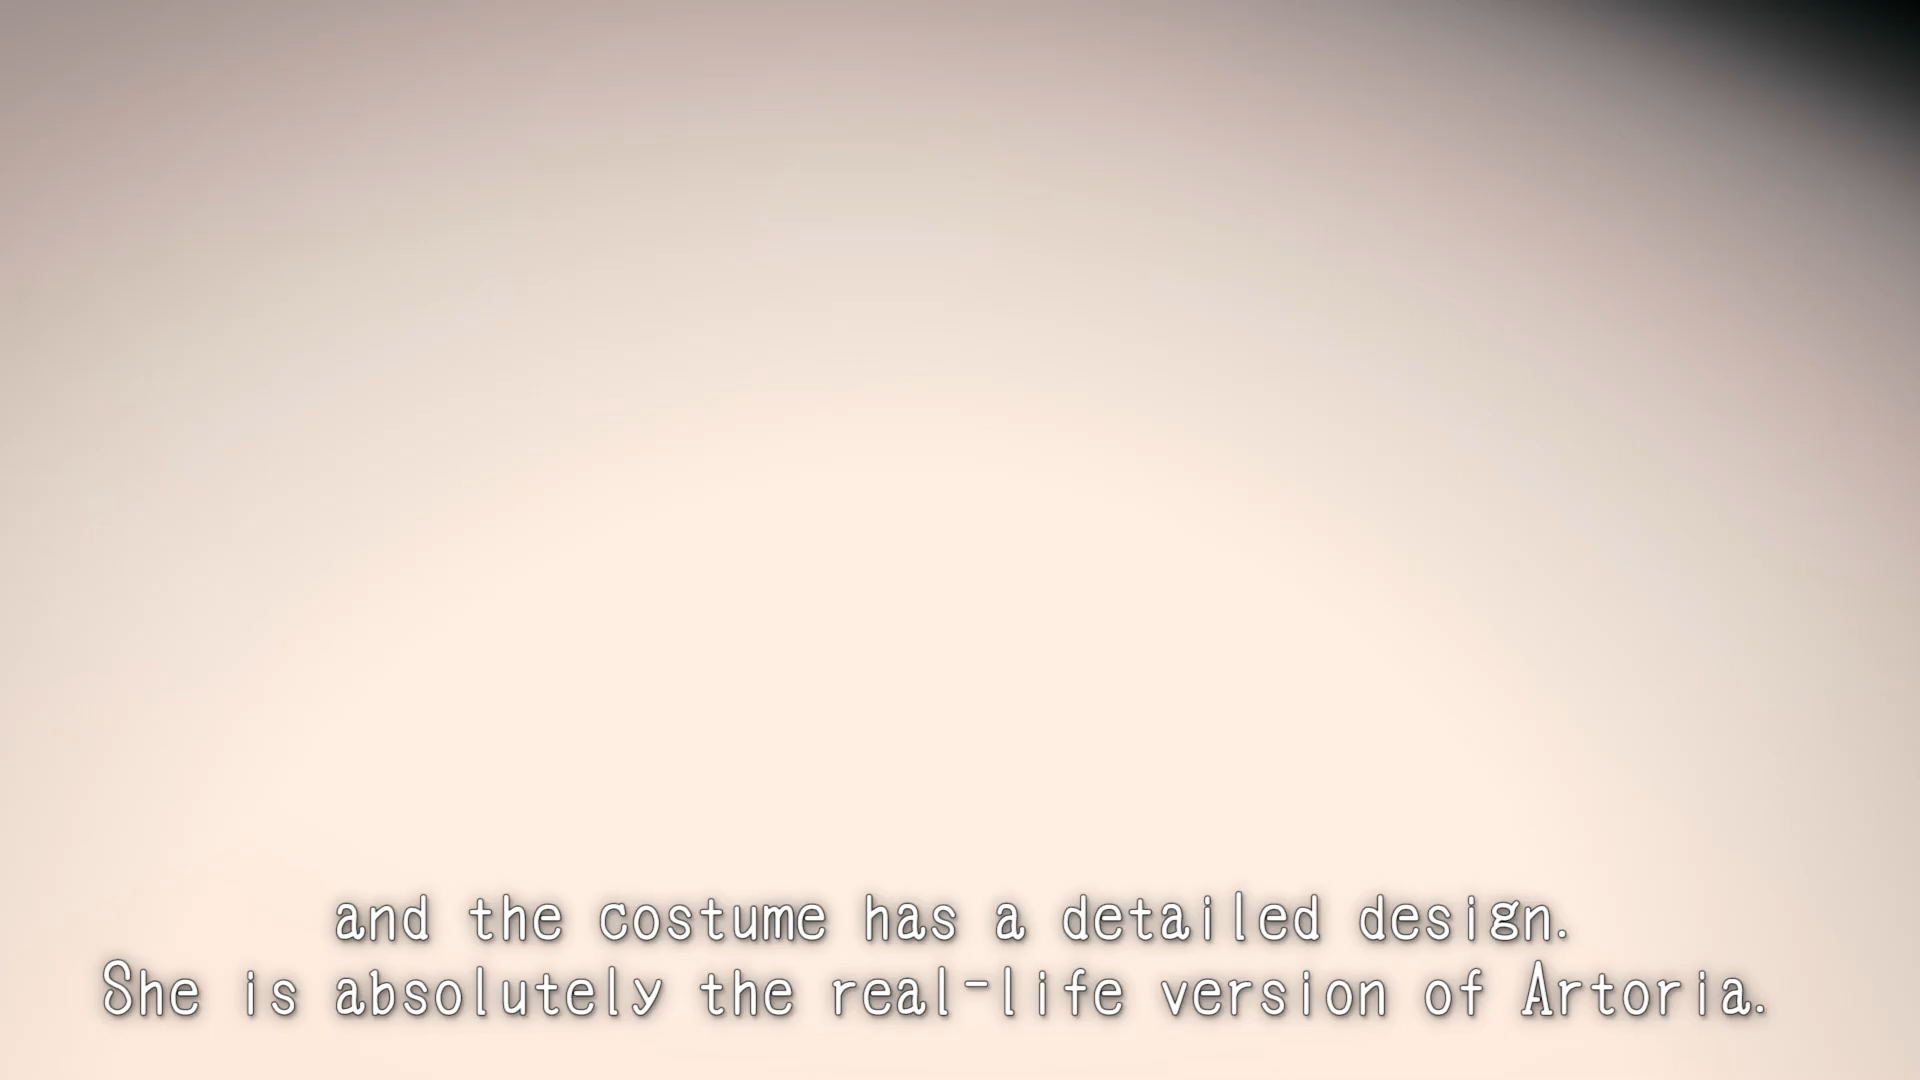 and the costume has a detailed design.
She is absolutely the real-life version of Artoria.